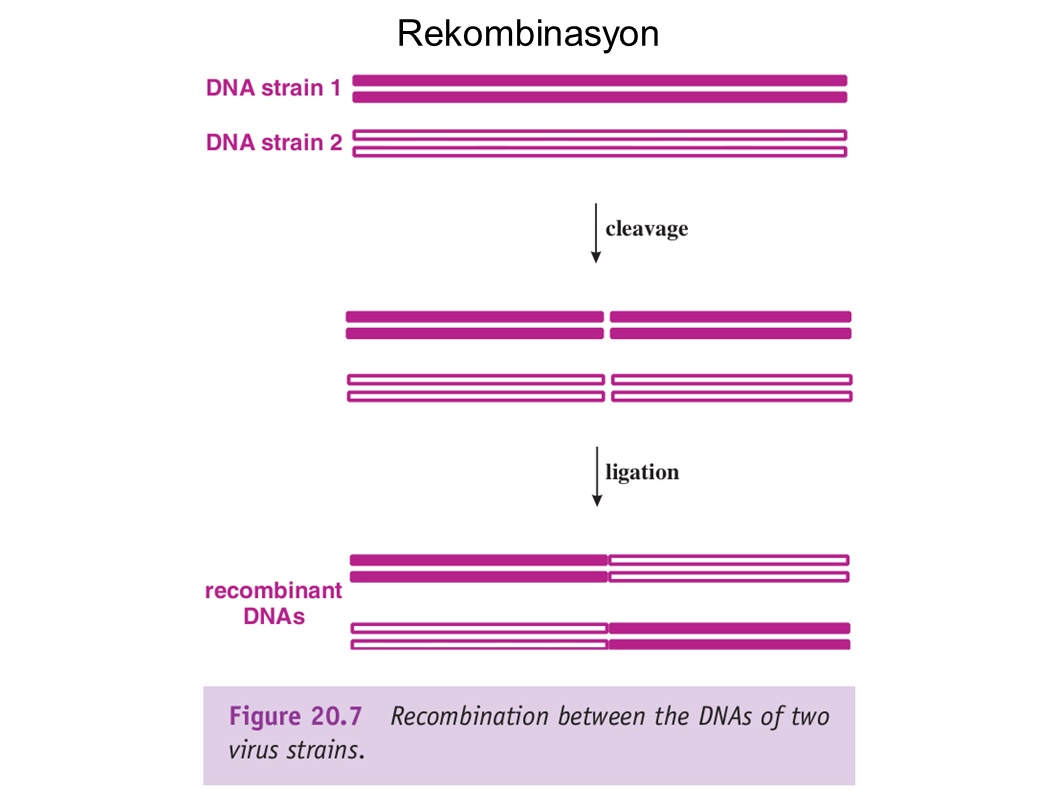 Rekombinasyon
DNA strain 1
DNA strain 2
cleavage
ligation
recombinant
DNAs
Figure 20.7 Recombination between the DNAs of two
virus strains.